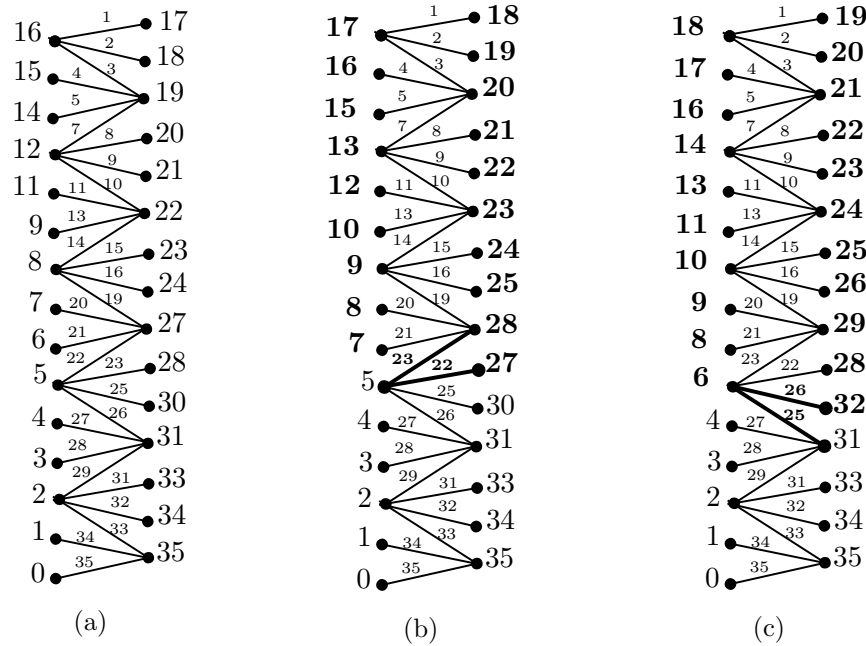 1 17
16
2 18
15 4 3
14 5 19
7 8 20
12
9 21
11 11 10
9 13 22
14 15 23
8
16 24
7 20 19
6 21 27
22 23 28
5
25 30
4 27 26
3 28 31
29 31 33
2
32 34
1 34 33
0 35 35
(a)
1 18
17
2 19
16 4 3
15 5 20
7 8 21
13
9 22
12 11 10
10 13 23
14 15 24
9
16 25
8 20 19
7 21 28
23 22 27
5
25 30
4 27 26
3 28 31
29 31 33
2
32 34
1 34 33
0 35 35
(b)
1 19
18
2 20
17 4 3
16 5 21
7 8 22
14
9 23
13 11 10
11 13 24
14 15 25
10
16 26
9 20 19
8 21 29
23 22 28
6
26 32
4 27 25
3 28 31
29 31 33
2
32 34
1 34 33
0 35 35
(c)